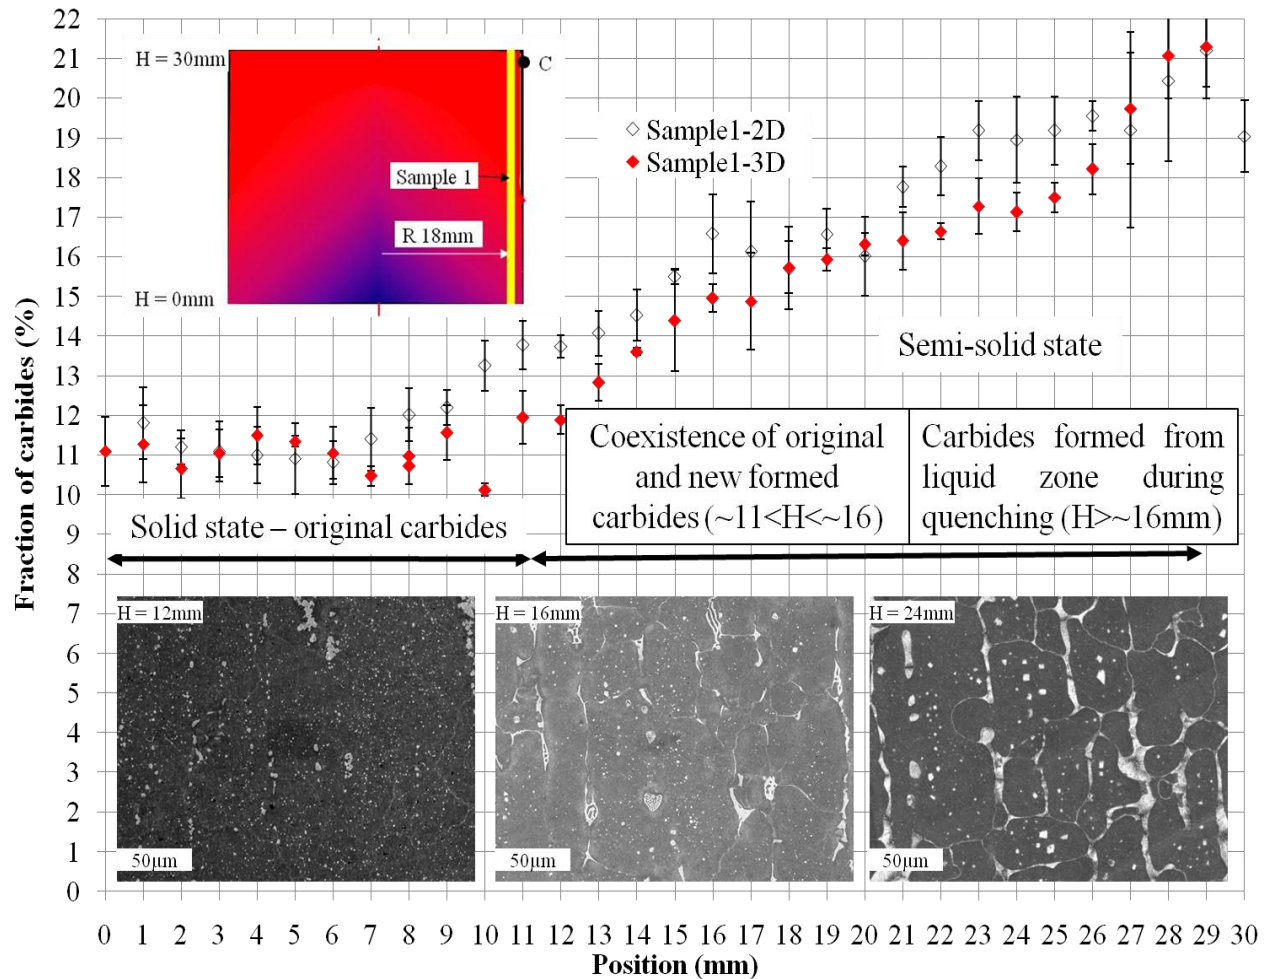 22
21
20
19
18
17
16
15
14
13
12
11
10
9
8
7
6
5
4
3
2
1
0
Fraction of carbides (%)
H = 30mm
C
Sample 1
R 18mm
H = 0mm
Sample1-2D
Sample1-3D
Semi-solid state
Solid state – original carbides
Coexistence of original
and new formed
carbides (~11<H<~16)
Carbides formed from
liquid zone during
quenching (H>~16mm)
H = 12mm
50µm
H = 16mm
50µm
H = 24mm
50µm
0 1 2 3 4 5 6 7 8 9 10 11 12 13 14 15 16 17 18 19 20 21 22 23 24 25 26 27 28 29 30
Position (mm)